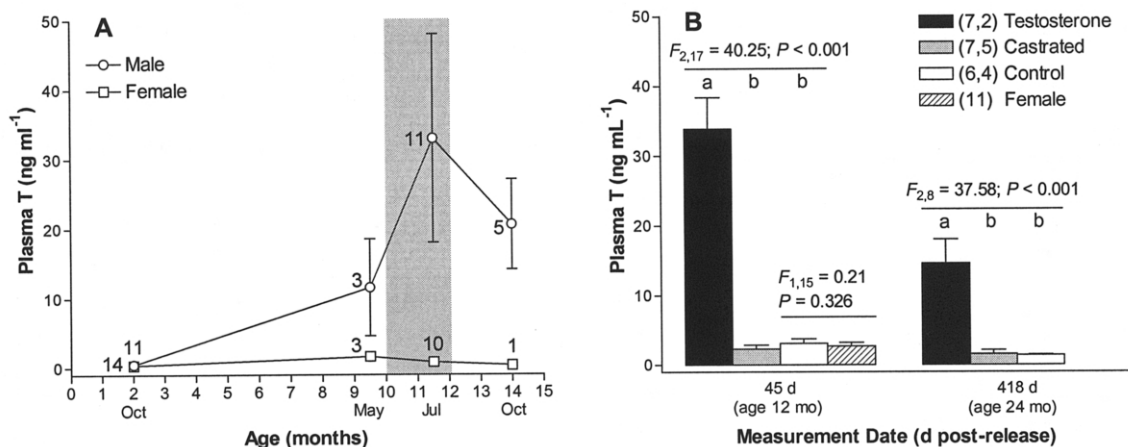 A
Male
Female
Plasma T (ng ml⁻¹)
50
40
30
20
10
0
11
14
3
3
11
10
5
1
0 1 2 3 4 5 6 7 8 9 10 11 12 13 14 15
Oct May Jul Oct
Age (months)
B
(7,2) Testosterone
(7,5) Castrated
(6,4) Control
(11) Female
Plasma T (ng mL⁻¹)
50
40
30
20
10
0
F2,17 = 40.25; P < 0.001
a b b
F1,15 = 0.21
P = 0.326
F2,8 = 37.58; P < 0.001
a b b
45 d
(age 12 mo)
418 d
(age 24 mo)
Measurement Date (d post-release)